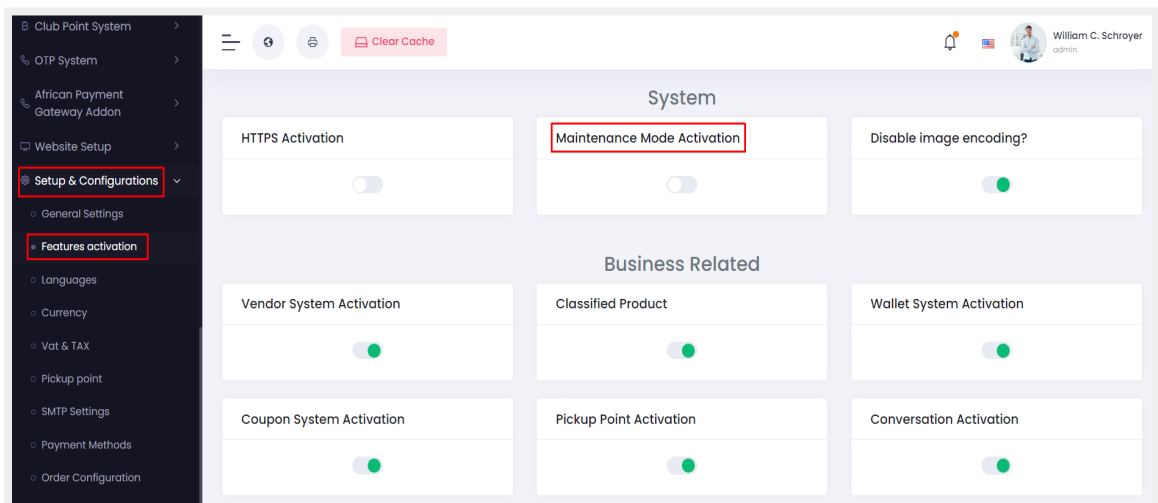 Club Point System
OTP System
African Payment
Gateway Addon
Website Setup
Setup & Configurations
General Settings
Features activation
Languages
Currency
Vat & TAX
Pickup point
SMTP Settings
Payment Methods
Order Configuration
Clear Cache
William C. Schroyer
admin
System
HTTPS Activation
Maintenance Mode Activation
Disable image encoding?
Business Related
Vendor System Activation
Classified Product
Wallet System Activation
Coupon System Activation
Pickup Point Activation
Conversation Activation